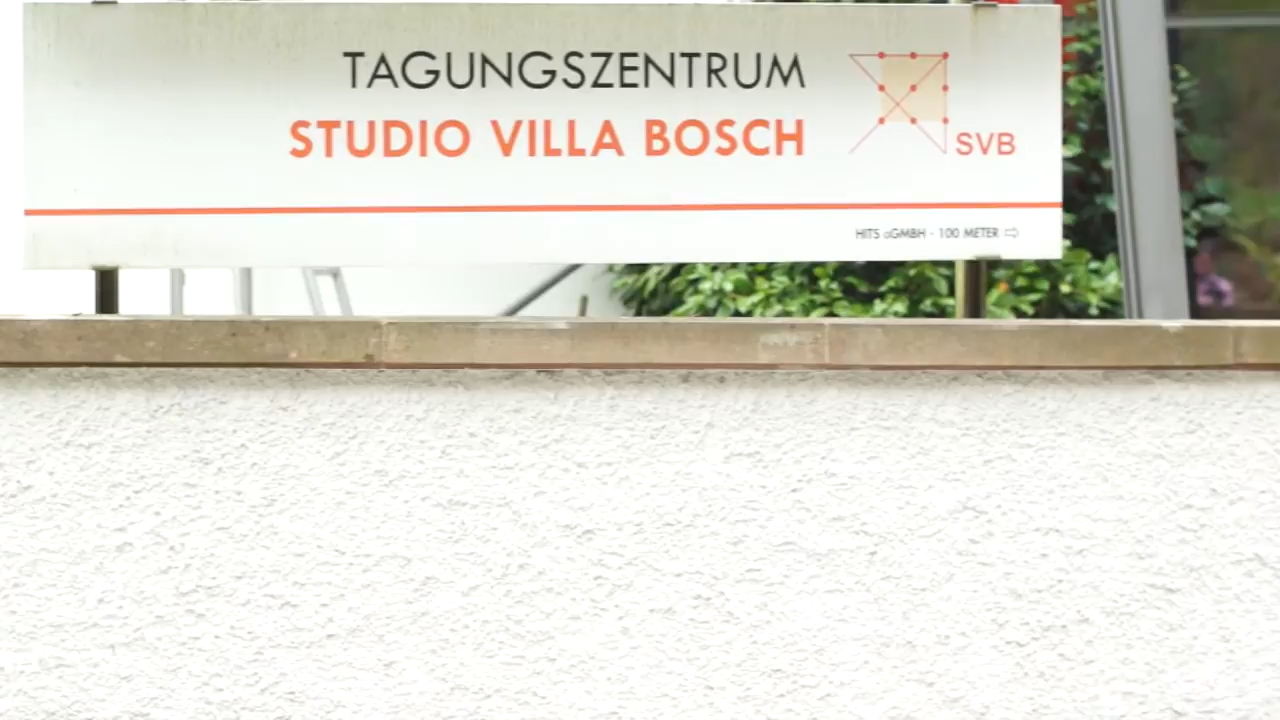 TAGUNGSZENTRUM
STUDIO VILLA BOSCH
SVB
HITS gGMBH - 100 METER ⇨